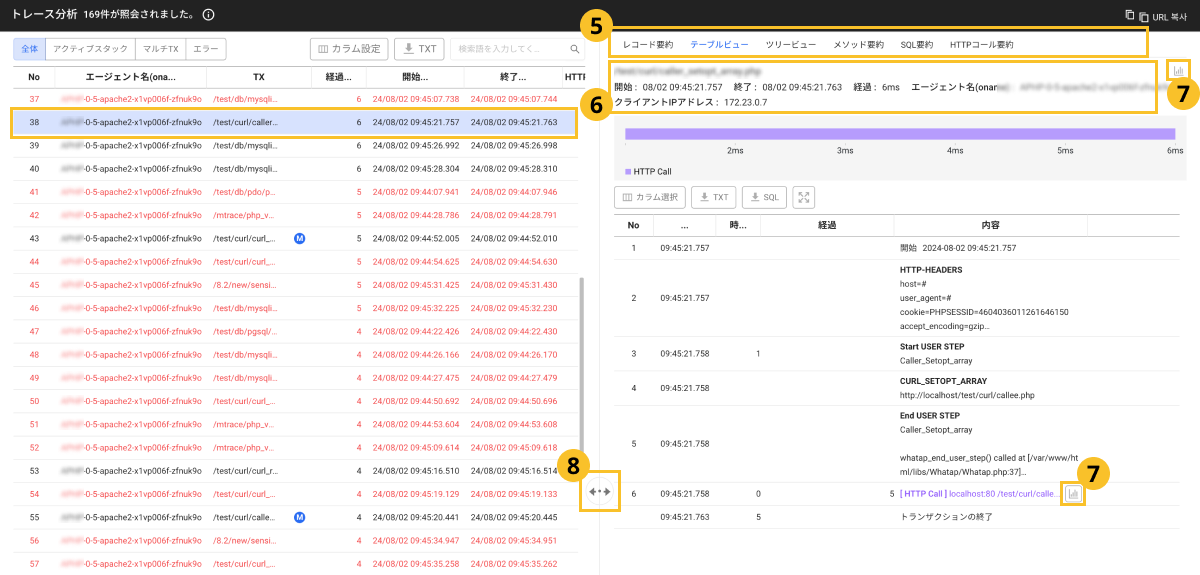 トレース分析 169件が照会されました。
URL 복사
全体 アクティブスタック マルチTX エラー カラム設定 TXT 検索語を入力してく...
No エージェント名(ona... TX 経過... 開始... 終了... HTTP
37 -0-5-apache2-x1vp006f-zfnuk9o /test/db/mysqli... 6 24/08/02 09:45:07.738 24/08/02 09:45:07.744
38 -0-5-apache2-x1vp006f-zfnuk9o /test/curl/caller... 6 24/08/02 09:45:21.757 24/08/02 09:45:21.763
39 -0-5-apache2-x1vp006f-zfnuk9o /test/db/mysqli... 6 24/08/02 09:45:26.992 24/08/02 09:45:26.998
40 -0-5-apache2-x1vp006f-zfnuk9o /test/db/mysqli... 6 24/08/02 09:45:28.304 24/08/02 09:45:28.310
41 -0-5-apache2-x1vp006f-zfnuk9o /test/db/pdo/p... 5 24/08/02 09:44:07.941 24/08/02 09:44:07.946
42 -0-5-apache2-x1vp006f-zfnuk9o /mtrace/php_v... 5 24/08/02 09:44:28.786 24/08/02 09:44:28.791
43 -0-5-apache2-x1vp006f-zfnuk9o /test/curl/curl_... M 5 24/08/02 09:44:52.005 24/08/02 09:44:52.010
44 -0-5-apache2-x1vp006f-zfnuk9o /test/curl/curl_... 5 24/08/02 09:44:54.625 24/08/02 09:44:54.630
45 -0-5-apache2-x1vp006f-zfnuk9o /8.2/new/sensi... 5 24/08/02 09:45:31.425 24/08/02 09:45:31.430
46 -0-5-apache2-x1vp006f-zfnuk9o /test/db/mysqli... 5 24/08/02 09:45:32.225 24/08/02 09:45:32.230
47 -0-5-apache2-x1vp006f-zfnuk9o /test/db/pgsql/... 4 24/08/02 09:44:22.426 24/08/02 09:44:22.430
48 -0-5-apache2-x1vp006f-zfnuk9o /test/db/mysqli... 4 24/08/02 09:44:26.166 24/08/02 09:44:26.170
49 -0-5-apache2-x1vp006f-zfnuk9o /test/db/mysqli... 4 24/08/02 09:44:27.475 24/08/02 09:44:27.479
50 -0-5-apache2-x1vp006f-zfnuk9o /test/curl/curl_... 4 24/08/02 09:44:50.692 24/08/02 09:44:50.696
51 -0-5-apache2-x1vp006f-zfnuk9o /mtrace/php_v... 4 24/08/02 09:44:53.604 24/08/02 09:44:53.608
52 -0-5-apache2-x1vp006f-zfnuk9o /mtrace/php_v... 4 24/08/02 09:45:09.614 24/08/02 09:45:09.618
53 -0-5-apache2-x1vp006f-zfnuk9o /test/curl/curl_r... 4 24/08/02 09:45:16.510 24/08/02 09:45:16.514
54 -0-5-apache2-x1vp006f-zfnuk9o /test/curl/curl_... 4 24/08/02 09:45:19.129 24/08/02 09:45:19.133
55 -0-5-apache2-x1vp006f-zfnuk9o /test/curl/calle... M 4 24/08/02 09:45:20.441 24/08/02 09:45:20.445
56 -0-5-apache2-x1vp006f-zfnuk9o /8.2/new/sensi... 4 24/08/02 09:45:34.947 24/08/02 09:45:34.951
57 -0-5-apache2-x1vp006f-zfnuk9o /test/curl/curl_... 4 24/08/02 09:45:35.258 24/08/02 09:45:35.262
8
5
レコード要約 テーブルビュー ツリービュー メソッド要約 SQL要約 HTTPコール要約
6
7
/test/curl/caller_setopt_array.php
開始 : 08/02 09:45:21.757 終了 : 08/02 09:45:21.763 経過 : 6ms エージェント名(oname)
クライアントIPアドレス : 172.23.0.7
2ms 3ms 4ms 5ms 6ms
HTTP Call
カラム選択 TXT SQL
No ... 時... 経過 内容
1 09:45:21.757 開始 2024-08-02 09:45:21.757
HTTP-HEADERS
host=#
2 09:45:21.757 user_agent=#
cookie=PHPSESSID=4604036011261646150
accept_encoding=gzip...
Start USER STEP
3 09:45:21.758 1
Caller_Setopt_array
CURL_SETOPT_ARRAY
4 09:45:21.758
http://localhost/test/curl/callee.php
End USER STEP
Caller_Setopt_array
5 09:45:21.758
whatap_end_user_step() called at [/var/www/ht
ml/libs/Whatap/Whatap.php:37]...
7
6 09:45:21.758 0 5 [ HTTP Call ] localhost:80 /test/curl/calle...
09:45:21.763 5 トランザクションの終了